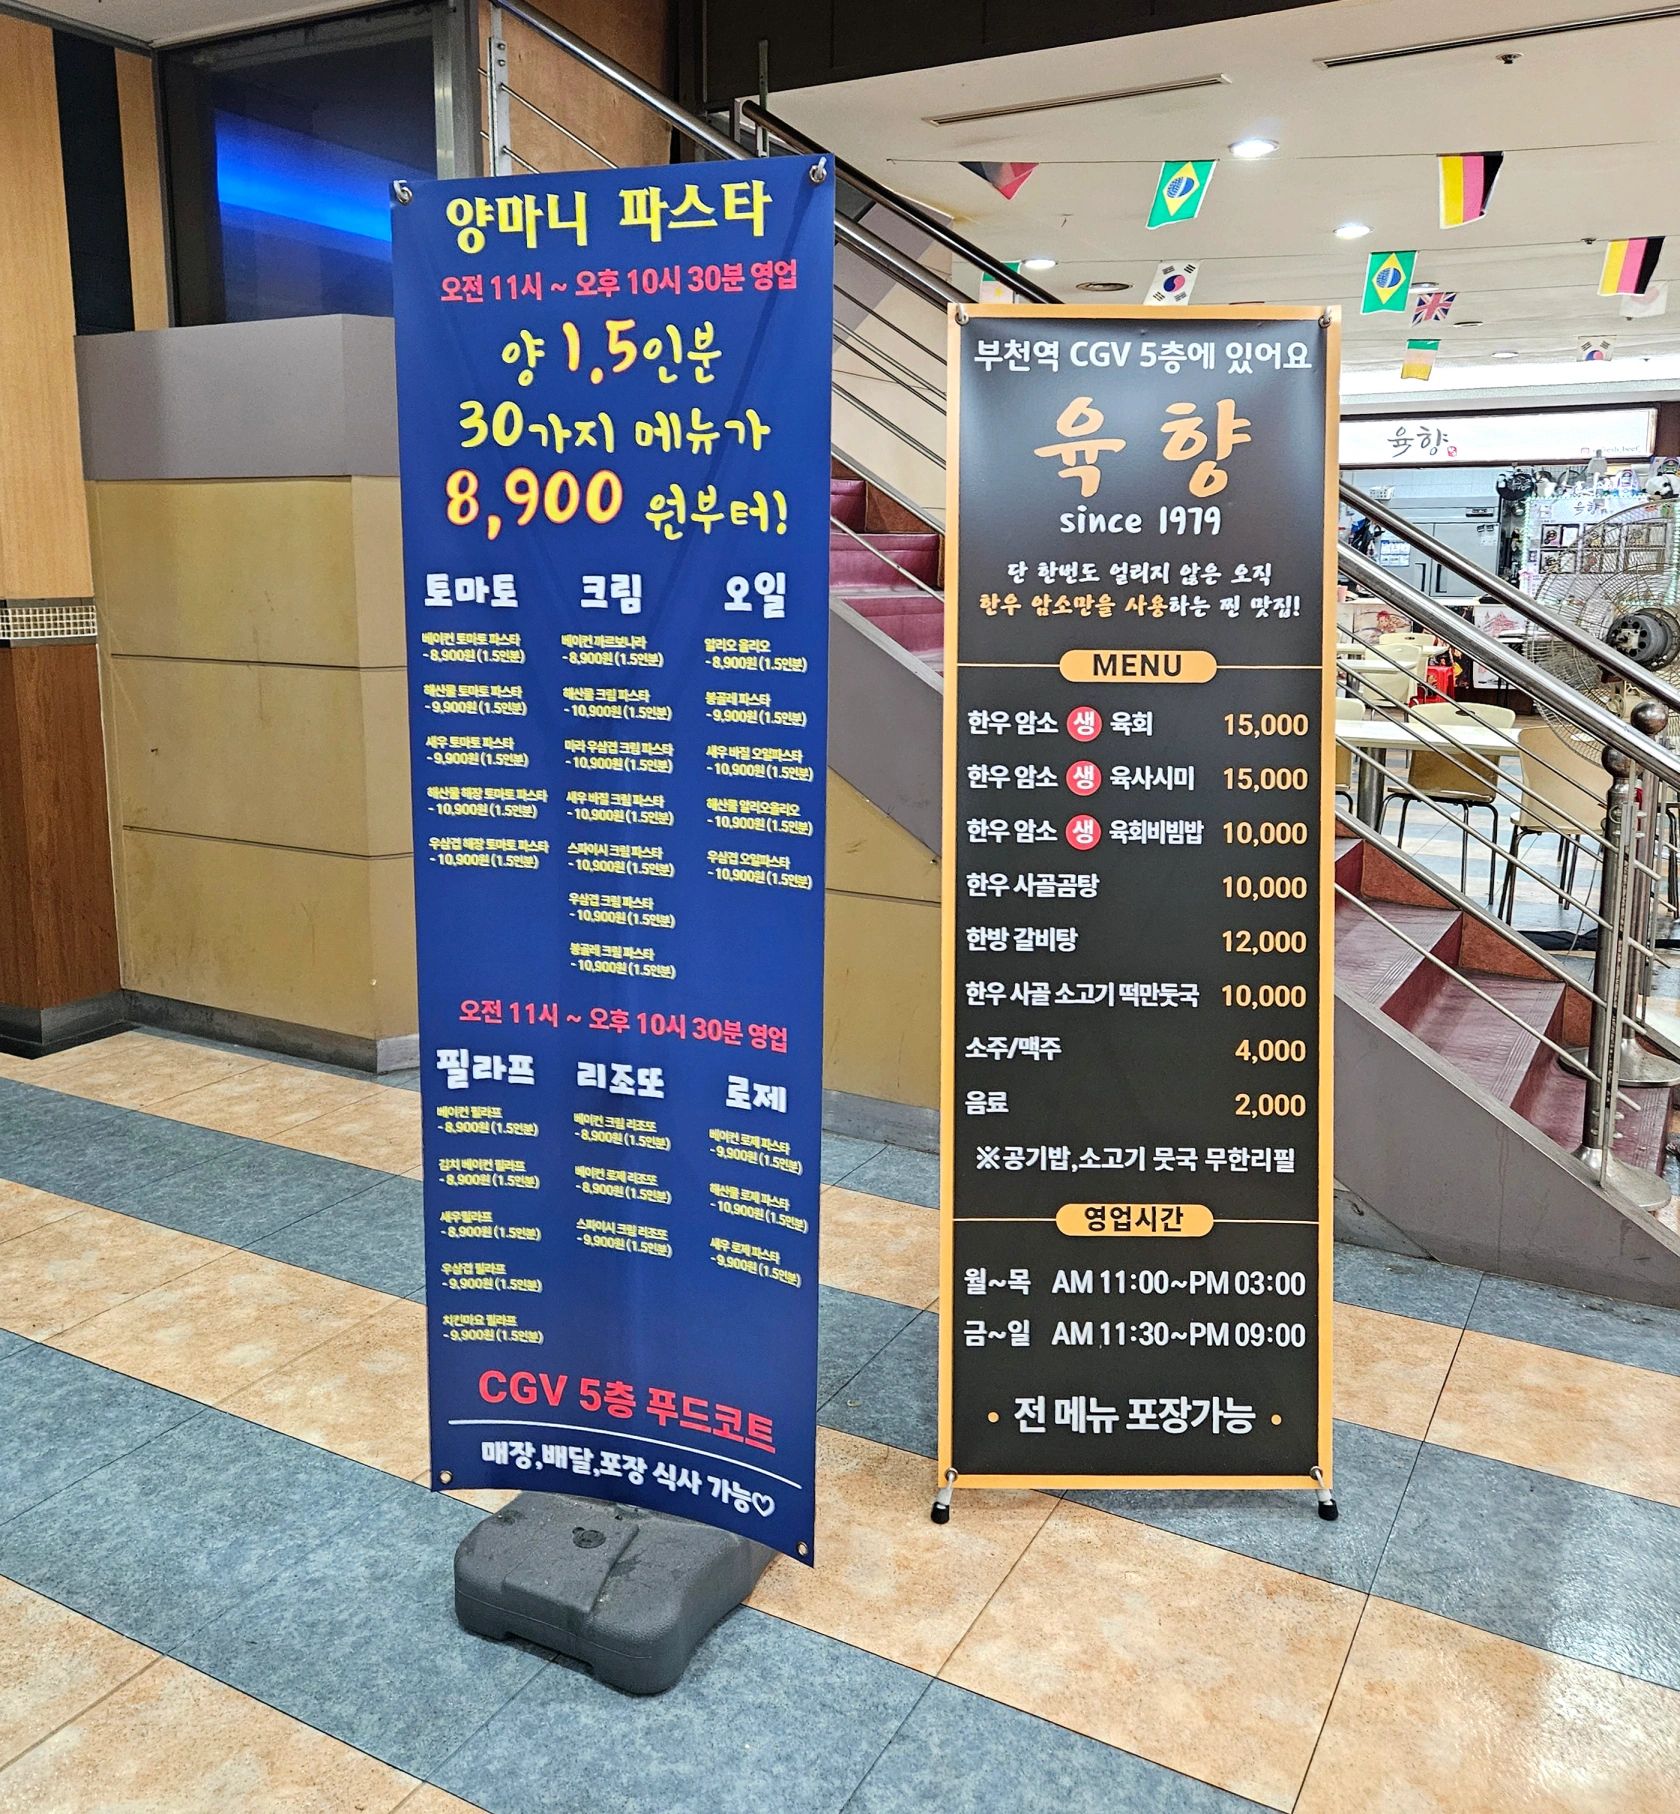 양마니 파스타
오전 11시 ~ 오후 10시 30분 영업
양 1.5인분
30가지 메뉴가
8,900 원부터!
토마토
베이컨 토마토 파스타
- 8,900원 (1.5인분)
해산물 토마토 파스타
- 9,900원 (1.5인분)
새우 토마토 파스타
- 9,900원 (1.5인분)
해산물 해장 토마토 파스타
- 10,900원 (1.5인분)
우삼겹 해장 토마토 파스타
- 10,900원 (1.5인분)
크림
베이컨 까르보나라
- 8,900원 (1.5인분)
해산물 크림 파스타
- 10,900원 (1.5인분)
마라 우삼겹 크림 파스타
- 10,900원 (1.5인분)
새우 바질 크림 파스타
- 10,900원 (1.5인분)
스파이시 크림 파스타
- 10,900원 (1.5인분)
우삼겹 크림 파스타
- 10,900원 (1.5인분)
봉골레 크림 파스타
- 10,900원 (1.5인분)
오일
알리오 올리오
- 8,900원 (1.5인분)
봉골레 파스타
- 9,900원 (1.5인분)
새우 바질 오일파스타
- 10,900원 (1.5인분)
해산물 알리오올리오
- 10,900원 (1.5인분)
우삼겹 오일파스타
- 10,900원 (1.5인분)
오전 11시 ~ 오후 10시 30분 영업
필라프
베이컨 필라프
- 8,900원 (1.5인분)
김치 베이컨 필라프
- 8,900원 (1.5인분)
새우필라프
- 8,900원 (1.5인분)
우삼겹 필라프
- 9,900원 (1.5인분)
치킨마요 필라프
- 9,900원 (1.5인분)
리조또
베이컨 크림 리조또
- 8,900원 (1.5인분)
베이컨 로제 리조또
- 8,900원 (1.5인분)
스파이시 크림 리조또
- 9,900원 (1.5인분)
로제
베이컨 로제 파스타
- 9,900원 (1.5인분)
해산물 로제 파스타
- 10,900원 (1.5인분)
새우 로제 파스타
- 9,900원 (1.5인분)
CGV 5층 푸드코트
매장,배달,포장 식사 가능♡
부천역 CGV 5층에 있어요
육향
since 1979
단 한번도 얼리지 않은 오직
한우 암소만을 사용하는 찐 맛집!
MENU
한우 암소 생 육회 15,000
한우 암소 생 육사시미 15,000
한우 암소 생 육회비빔밥 10,000
한우 사골곰탕 10,000
한방 갈비탕 12,000
한우 사골 소고기 떡만둣국 10,000
소주/맥주 4,000
음료 2,000
※공기밥,소고기 뭇국 무한리필
영업시간
월~목 AM 11:00~PM 03:00
금~일 AM 11:30~PM 09:00
• 전 메뉴 포장가능 •
육향